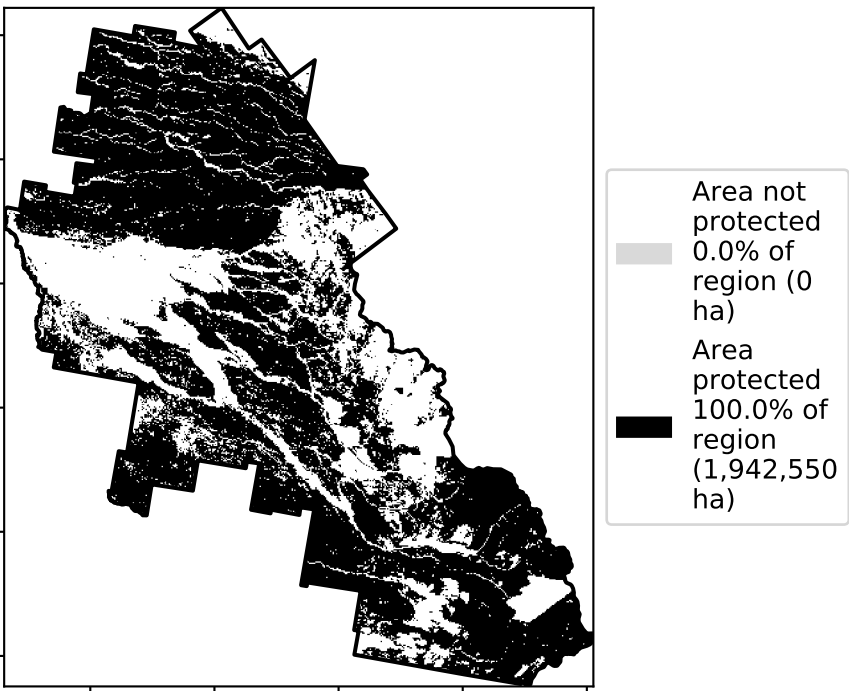 Area not
protected
0.0% of
region (0
ha)
Area
protected
100.0% of
region
(1,942,550
ha)